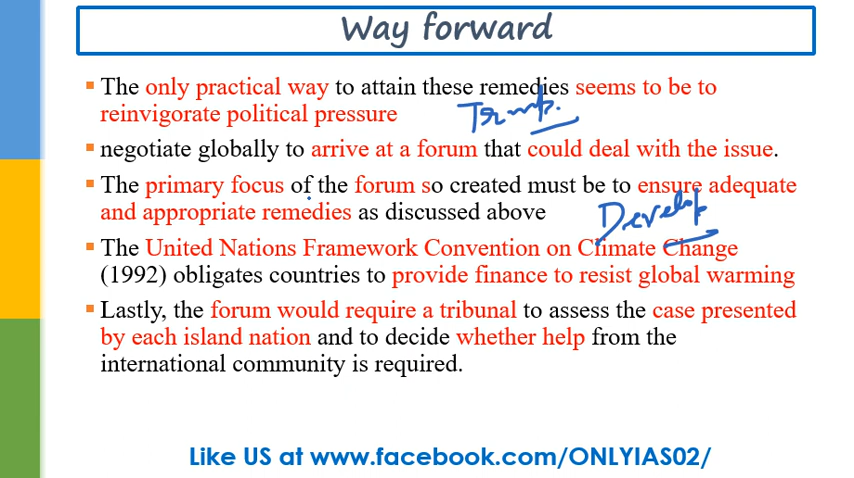 Way forward
The only practical way to attain these remedies seems to be to
reinvigorate political pressure
Trump.
negotiate globally to arrive at a forum that could deal with the issue.
The primary focus of the forum so created must be to ensure adequate
and appropriate remedies as discussed above
Develop
The United Nations Framework Convention on Climate Change
(1992) obligates countries to provide finance to resist global warming
Lastly, the forum would require a tribunal to assess the case presented
by each island nation and to decide whether help from the
international community is required.
Like US at www.facebook.com/ONLYIAS02/